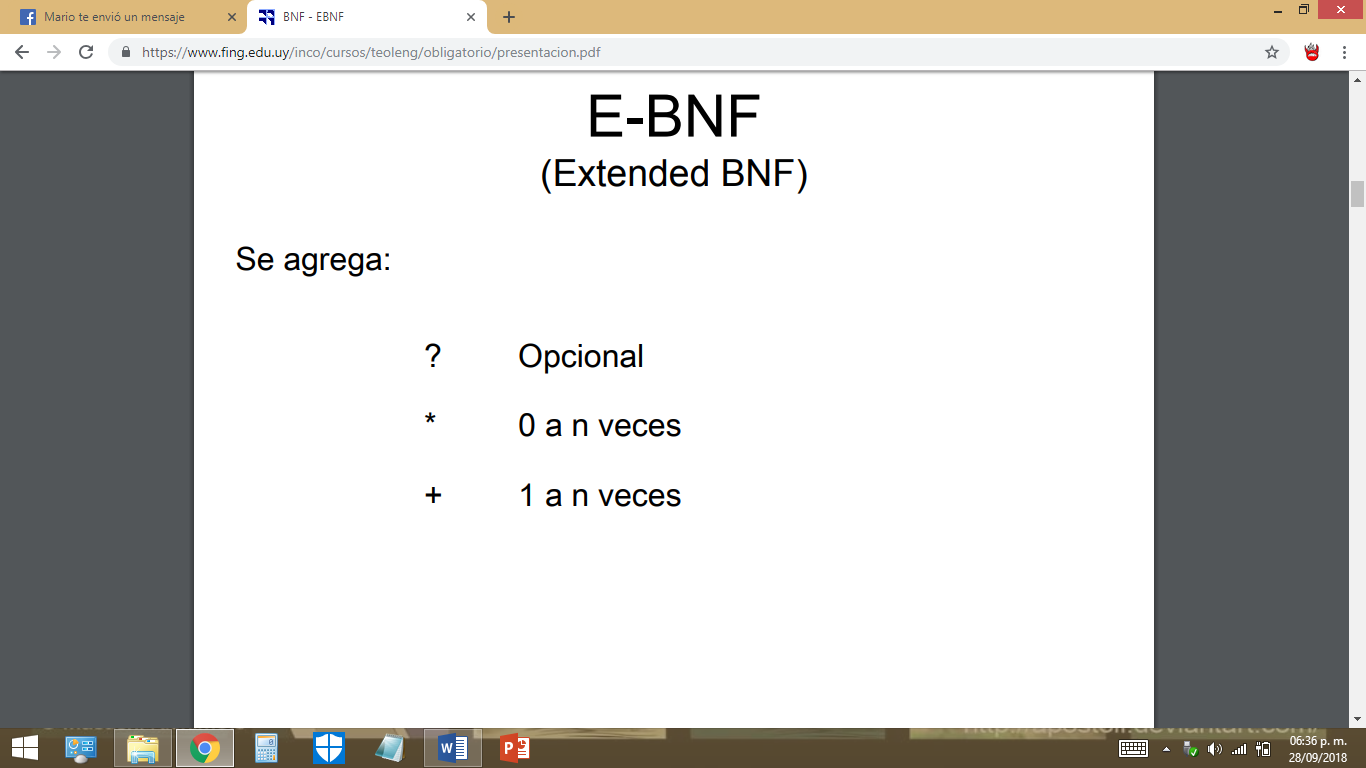 Mario te envió un mensaje
BNF - EBNF
https://www.fing.edu.uy/inco/cursos/teoleng/obligatorio/presentacion.pdf
E-BNF
(Extended BNF)
Se agrega:
? Opcional
* 0 a n veces
+ 1 a n veces
06:36 p. m.
28/09/2018